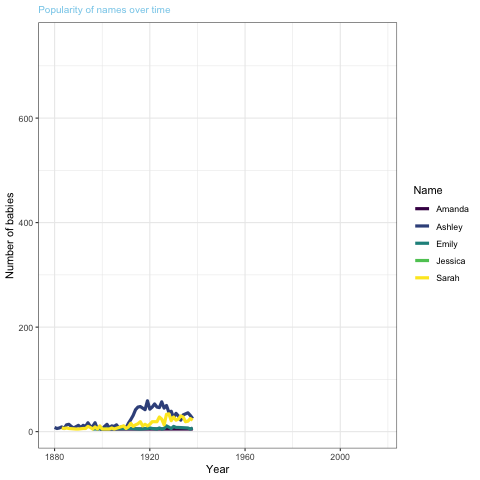 Popularity of names over time
Number of babies
600
400
200
0
1880
1920
1960
2000
Year
Name
Amanda
Ashley
Emily
Jessica
Sarah